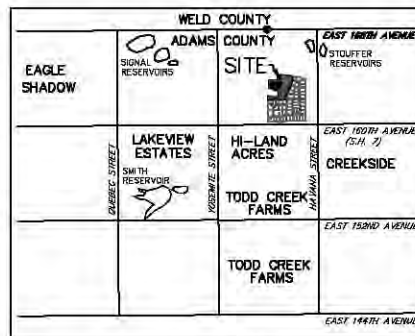 WELD COUNTY
ADAMS COUNTY
EAST 168TH AVENUE
SIGNAL RESERVOIRS
STOUFFER RESERVOIRS
EAGLE SHADOW
SITE
EAST 160TH AVENUE
(S.H. 7)
LAKEVIEW ESTATES
HI-LAND ACRES
CREEKSIDE
QUEBEC STREET
YOSEMITE STREET
HAVANA STREET
SMITH RESERVOIR
TODD CREEK FARMS
EAST 152ND AVENUE
TODD CREEK FARMS
EAST 144TH AVENUE